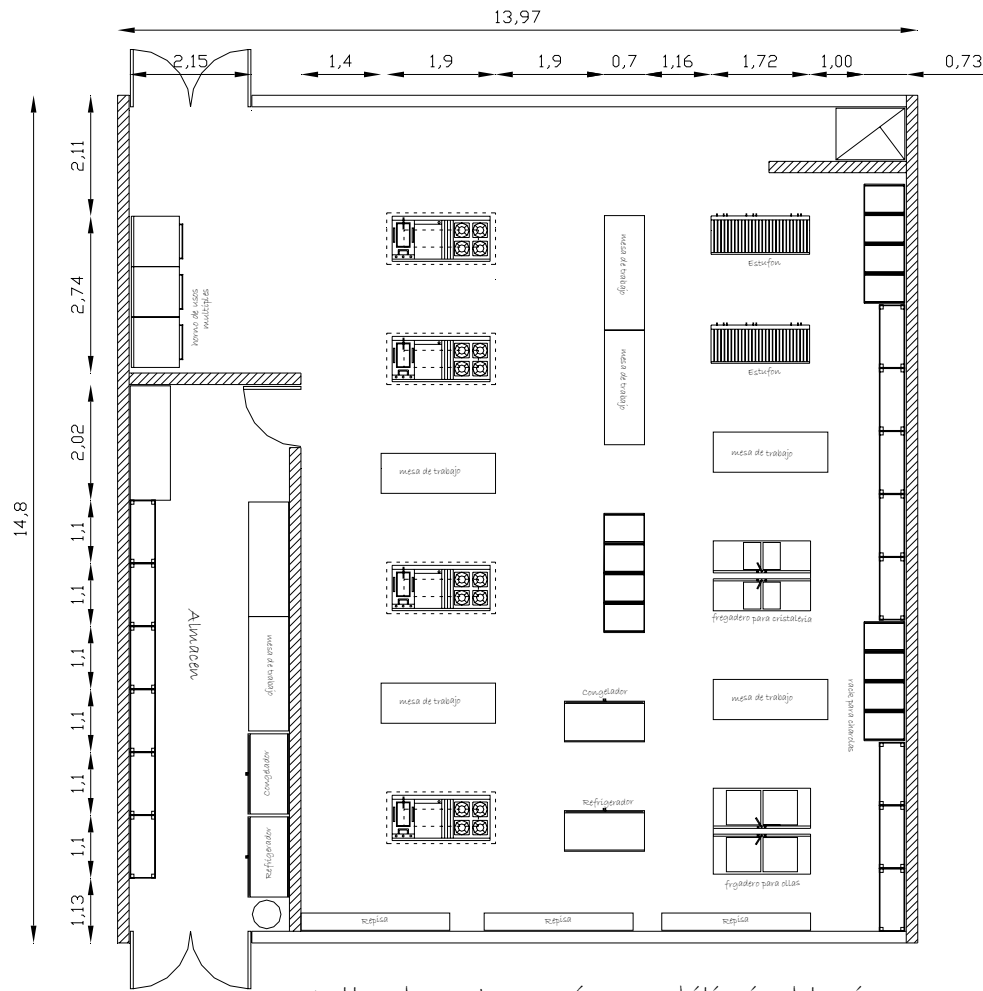 13,97
2,15
1,4
1,9
1,9
0,7
1,16
1,72
1,00
0,73
2,11
2,74
2,02
14,8
1,1
1,1
1,1
1,1
1,1
1,1
1,13
horno de usos
multiples
mesa de trabajo
mesa de trabajo
Estufon
Estufon
mesa de trabajo
mesa de trabajo
Almacen
mesa de trabajo
fregadero para cristaleria
Congelador
mesa de trabajo
mesa de trabajo
Congelador
Refrigerador
Refrigerador
frgadero para ollas
Repisa
Repisa
Repisa